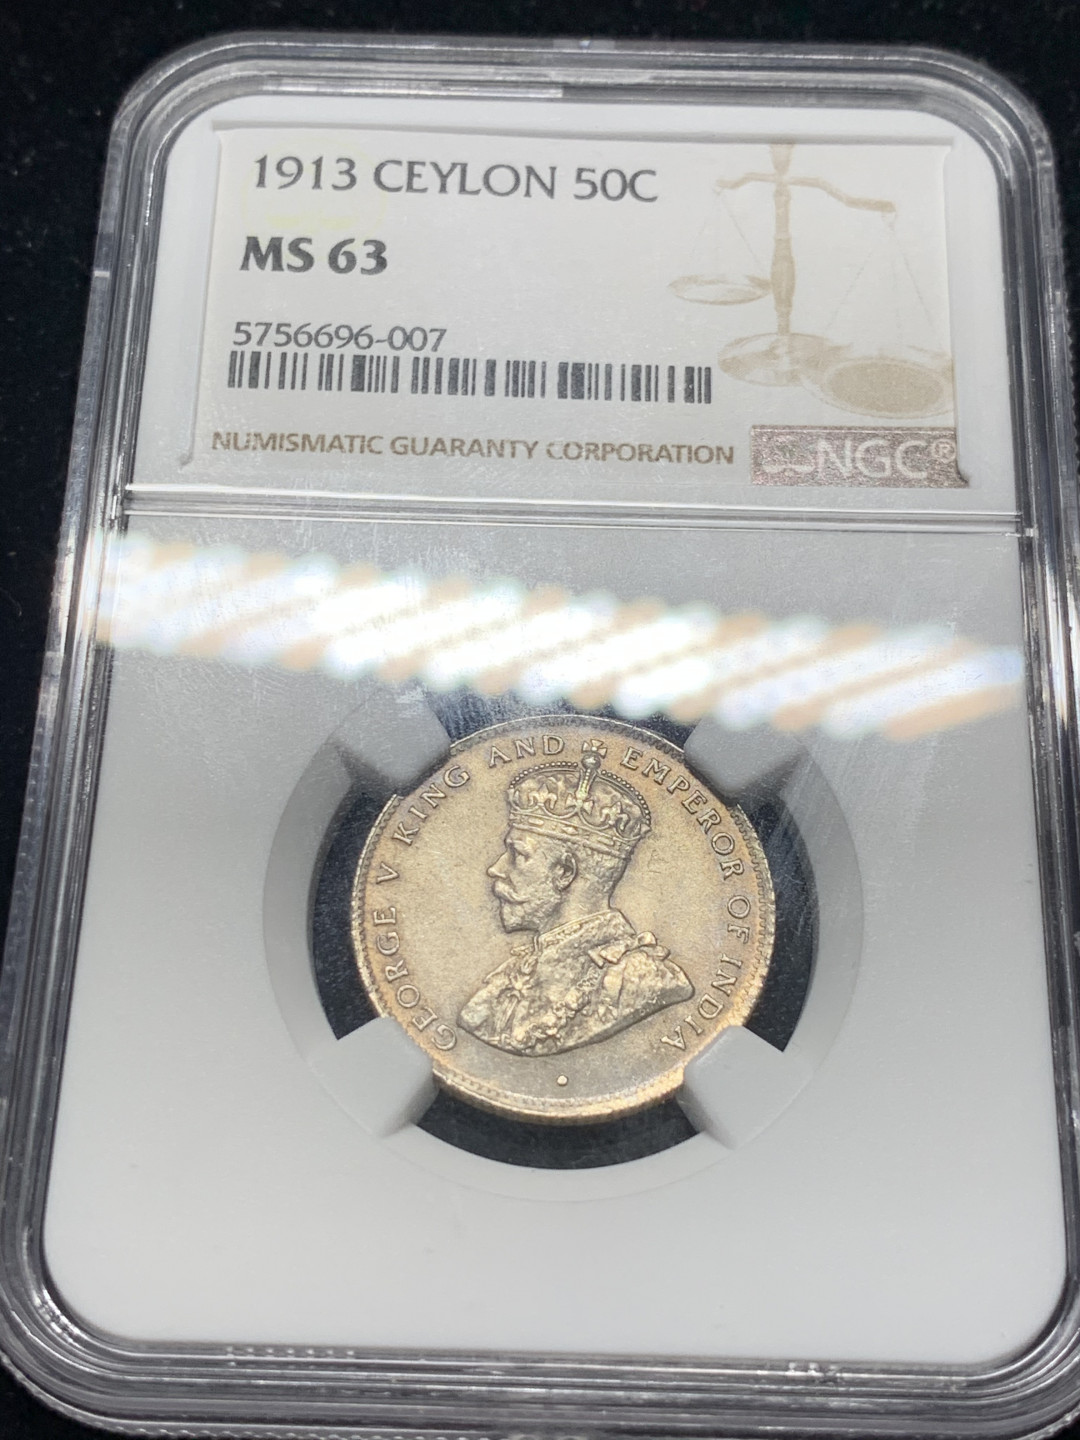 1913 CEYLON 50C
MS 63
5756696-007
NUMISMATIC GUARANTY CORPORATION
NGC®
GEORGE V KING AND EMPEROR OF INDIA